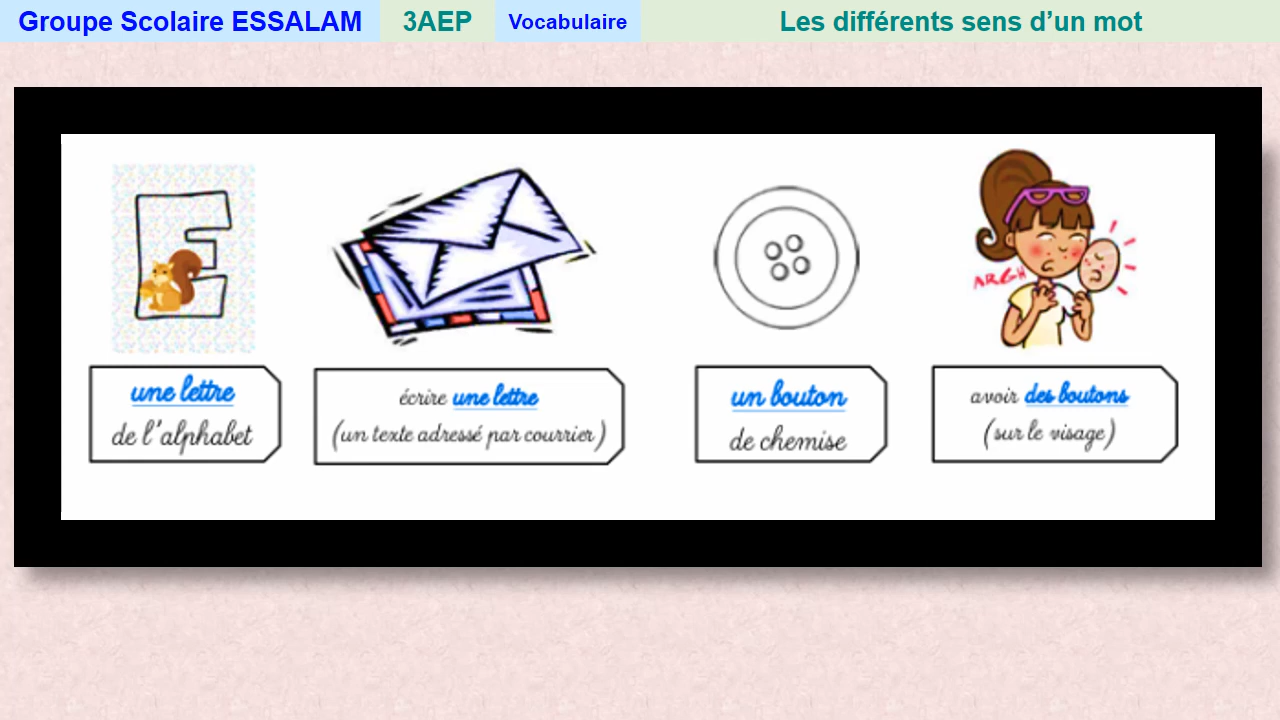 Groupe Scolaire ESSALAM 3AEP Vocabulaire Les différents sens d’un mot
E
ARGH
une lettre
de l’alphabet
écrire une lettre
(un texte adressé par courrier)
un bouton
de chemise
avoir des boutons
(sur le visage)